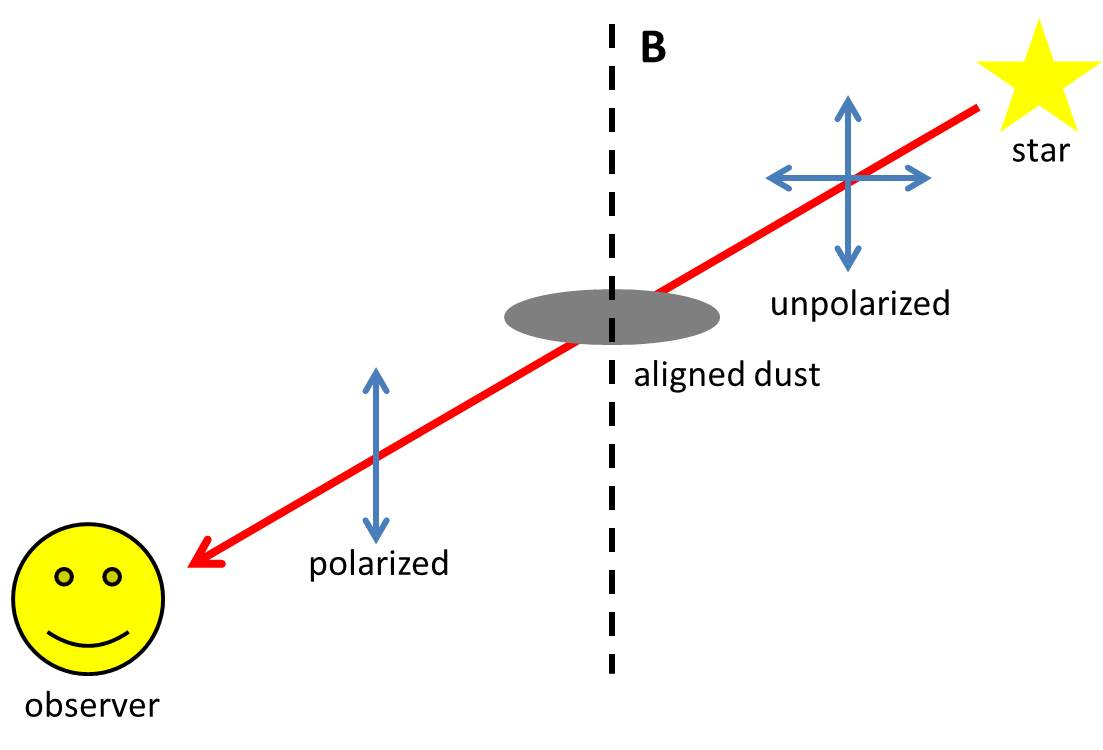 B
star
unpolarized
aligned dust
polarized
observer